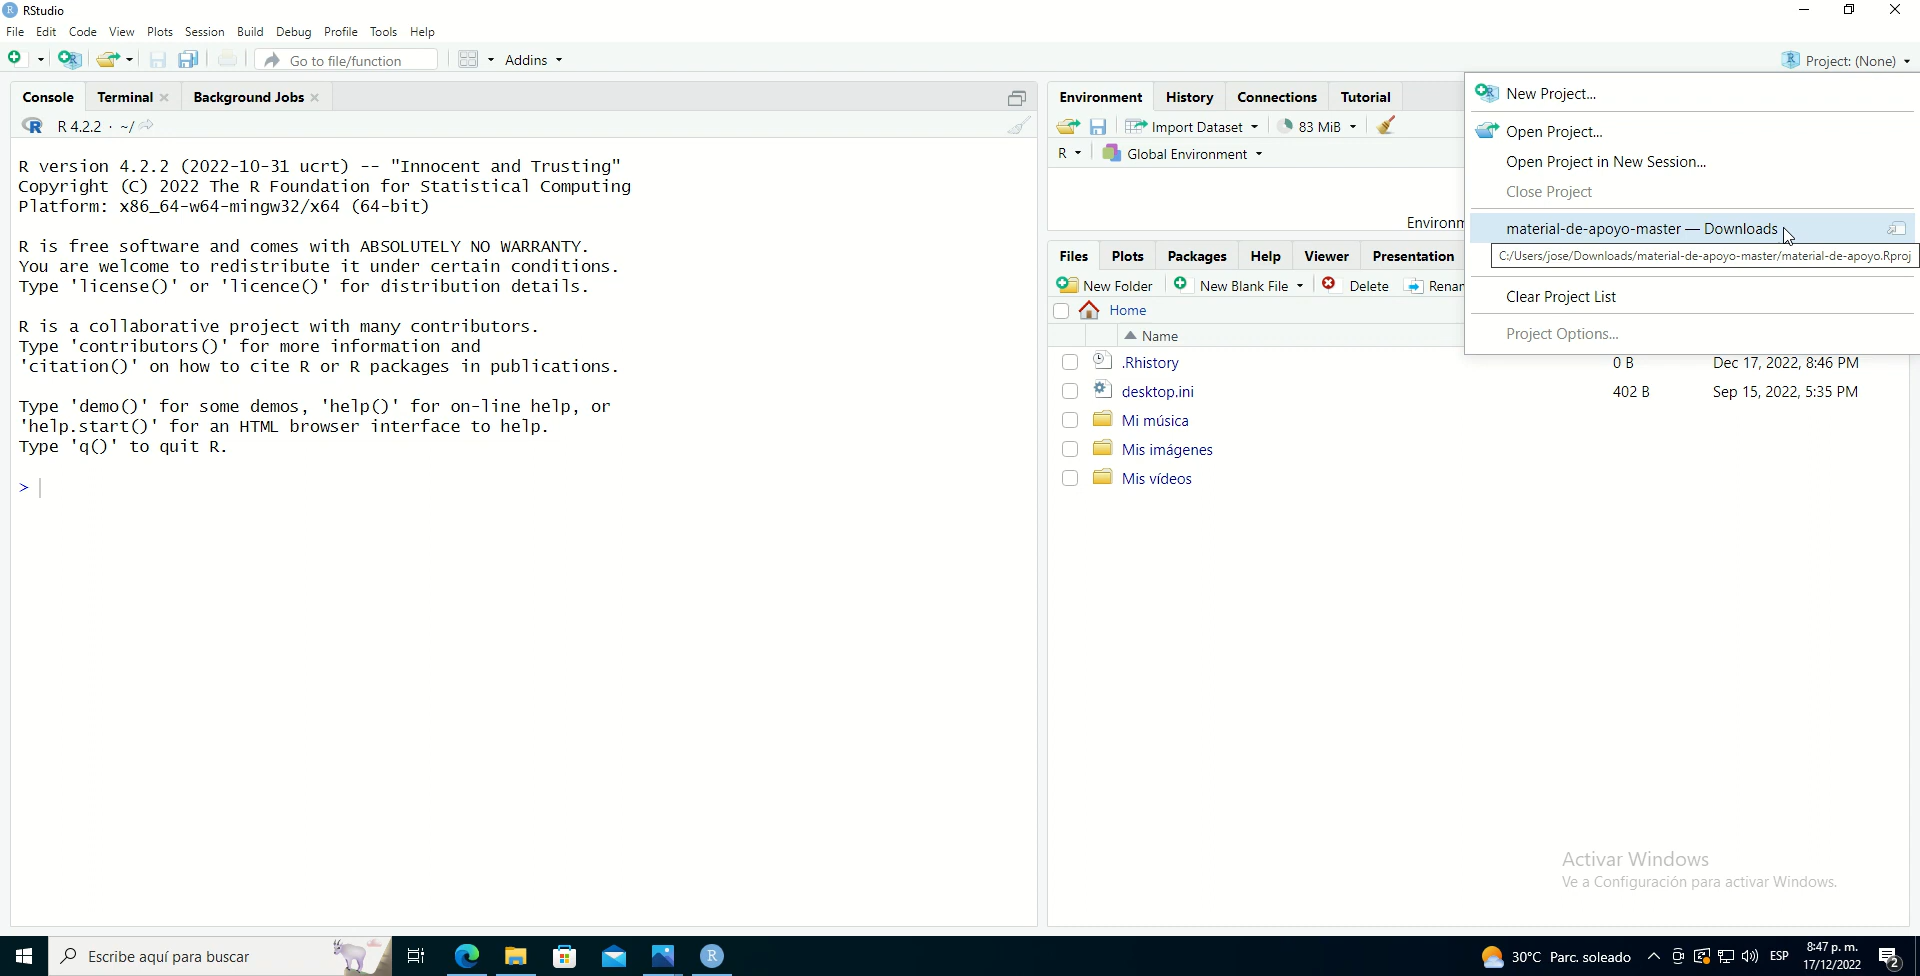 RStudio
File Edit Code View Plots Session Build Debug Profile Tools Help
Go to file/function Addins
Project: (None)
Console Terminal Background Jobs
R 4.2.2 · ~/
R version 4.2.2 (2022-10-31 ucrt) -- "Innocent and Trusting"
Copyright (C) 2022 The R Foundation for Statistical Computing
Platform: x86_64-w64-mingw32/x64 (64-bit)
R is free software and comes with ABSOLUTELY NO WARRANTY.
You are welcome to redistribute it under certain conditions.
Type 'license()' or 'licence()' for distribution details.
R is a collaborative project with many contributors.
Type 'contributors()' for more information and
'citation()' on how to cite R or R packages in publications.
Type 'demo()' for some demos, 'help()' for on-line help, or
'help.start()' for an HTML browser interface to help.
Type 'q()' to quit R.
>
Environment History Connections Tutorial
Import Dataset 83 MiB
R Global Environment
Environm
Files Plots Packages Help Viewer Presentation
New Folder New Blank File Delete Renam
Home
Name
.Rhistory 0 B Dec 17, 2022, 8:46 PM
desktop.ini 402 B Sep 15, 2022, 5:35 PM
Mi música
Mis imágenes
Mis vídeos
New Project...
Open Project...
Open Project in New Session...
Close Project
material-de-apoyo-master — Downloads
C:/Users/jose/Downloads/material-de-apoyo-master/material-de-apoyo.Rproj
Clear Project List
Project Options...
Activar Windows
Ve a Configuración para activar Windows.
Escribe aquí para buscar
R
30°C Parc. soleado
ESP
8:47 p. m.
17/12/2022
2